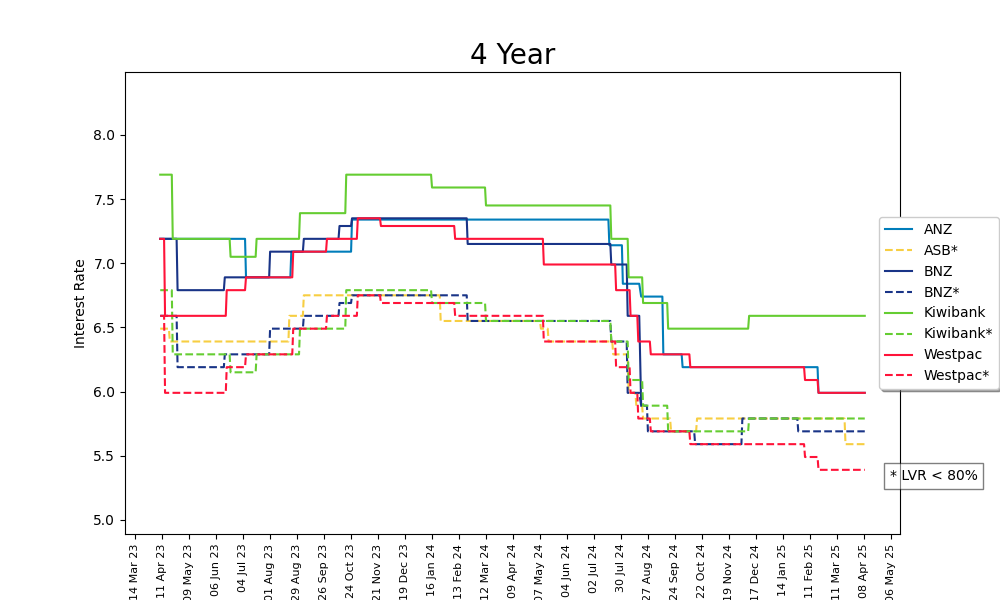 4 Year
Interest Rate
8.0
7.5
7.0
6.5
6.0
5.5
5.0
14 Mar 23
11 Apr 23
09 May 23
06 Jun 23
04 Jul 23
01 Aug 23
29 Aug 23
26 Sep 23
24 Oct 23
21 Nov 23
19 Dec 23
16 Jan 24
13 Feb 24
12 Mar 24
09 Apr 24
07 May 24
04 Jun 24
02 Jul 24
30 Jul 24
27 Aug 24
24 Sep 24
22 Oct 24
19 Nov 24
17 Dec 24
14 Jan 25
11 Feb 25
11 Mar 25
08 Apr 25
06 May 25
ANZ
ASB*
BNZ
BNZ*
Kiwibank
Kiwibank*
Westpac
Westpac*
* LVR < 80%